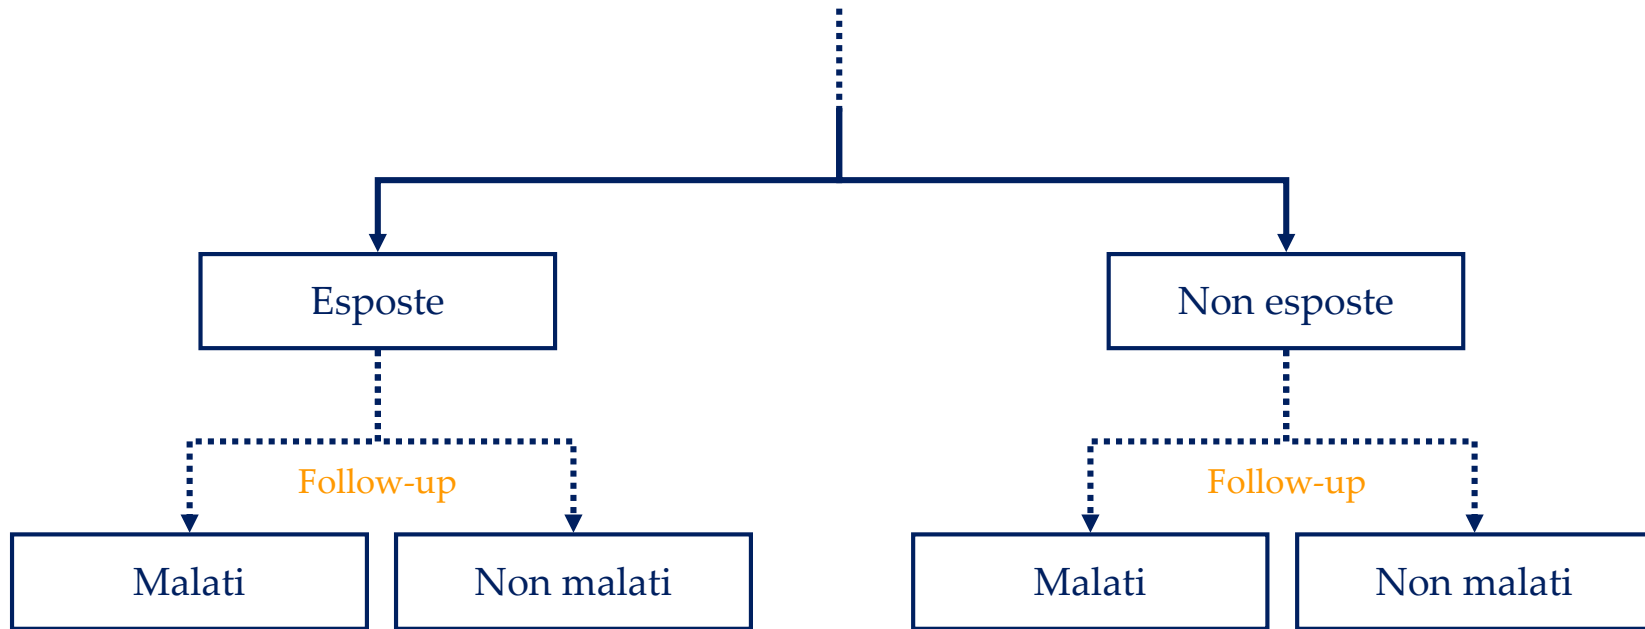 Esposte
Non esposte
Follow-up
Follow-up
Malati
Non malati
Malati
Non malati